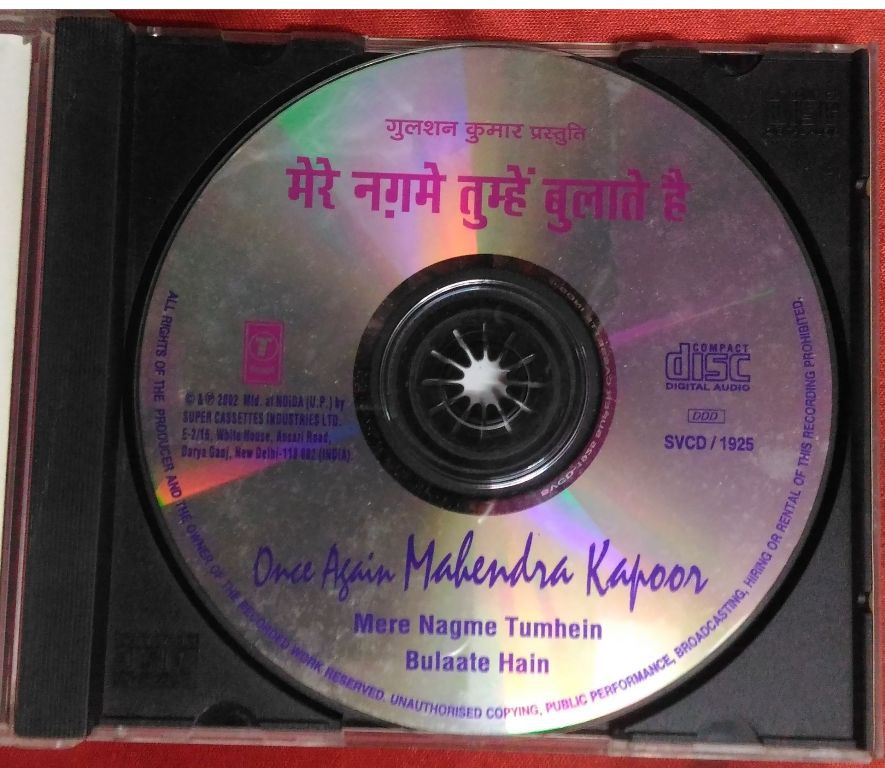 गुलशन कुमार प्रस्तुति
मेरे नग़मे तुम्हें बुलाते है
T
COMPACT
disc
DIGITAL AUDIO
DDD
SVCD / 1925
© & ℗ 2002 Mfd. at NOIDA (U.P.) by
SUPER CASSETTES INDUSTRIES LTD.
E-2/16, White House, Ansari Road,
Darya Ganj, New Delhi-110 002 (INDIA).
Once Again Mahendra Kapoor
Mere Nagme Tumhein
Bulaate Hain
ALL RIGHTS OF THE PRODUCER AND THE OWNER OF THE RECORDED WORK RESERVED. UNAUTHORISED COPYING, PUBLIC PERFORMANCE, BROADCASTING, HIRING OR RENTAL OF THIS RECORDING PROHIBITED.